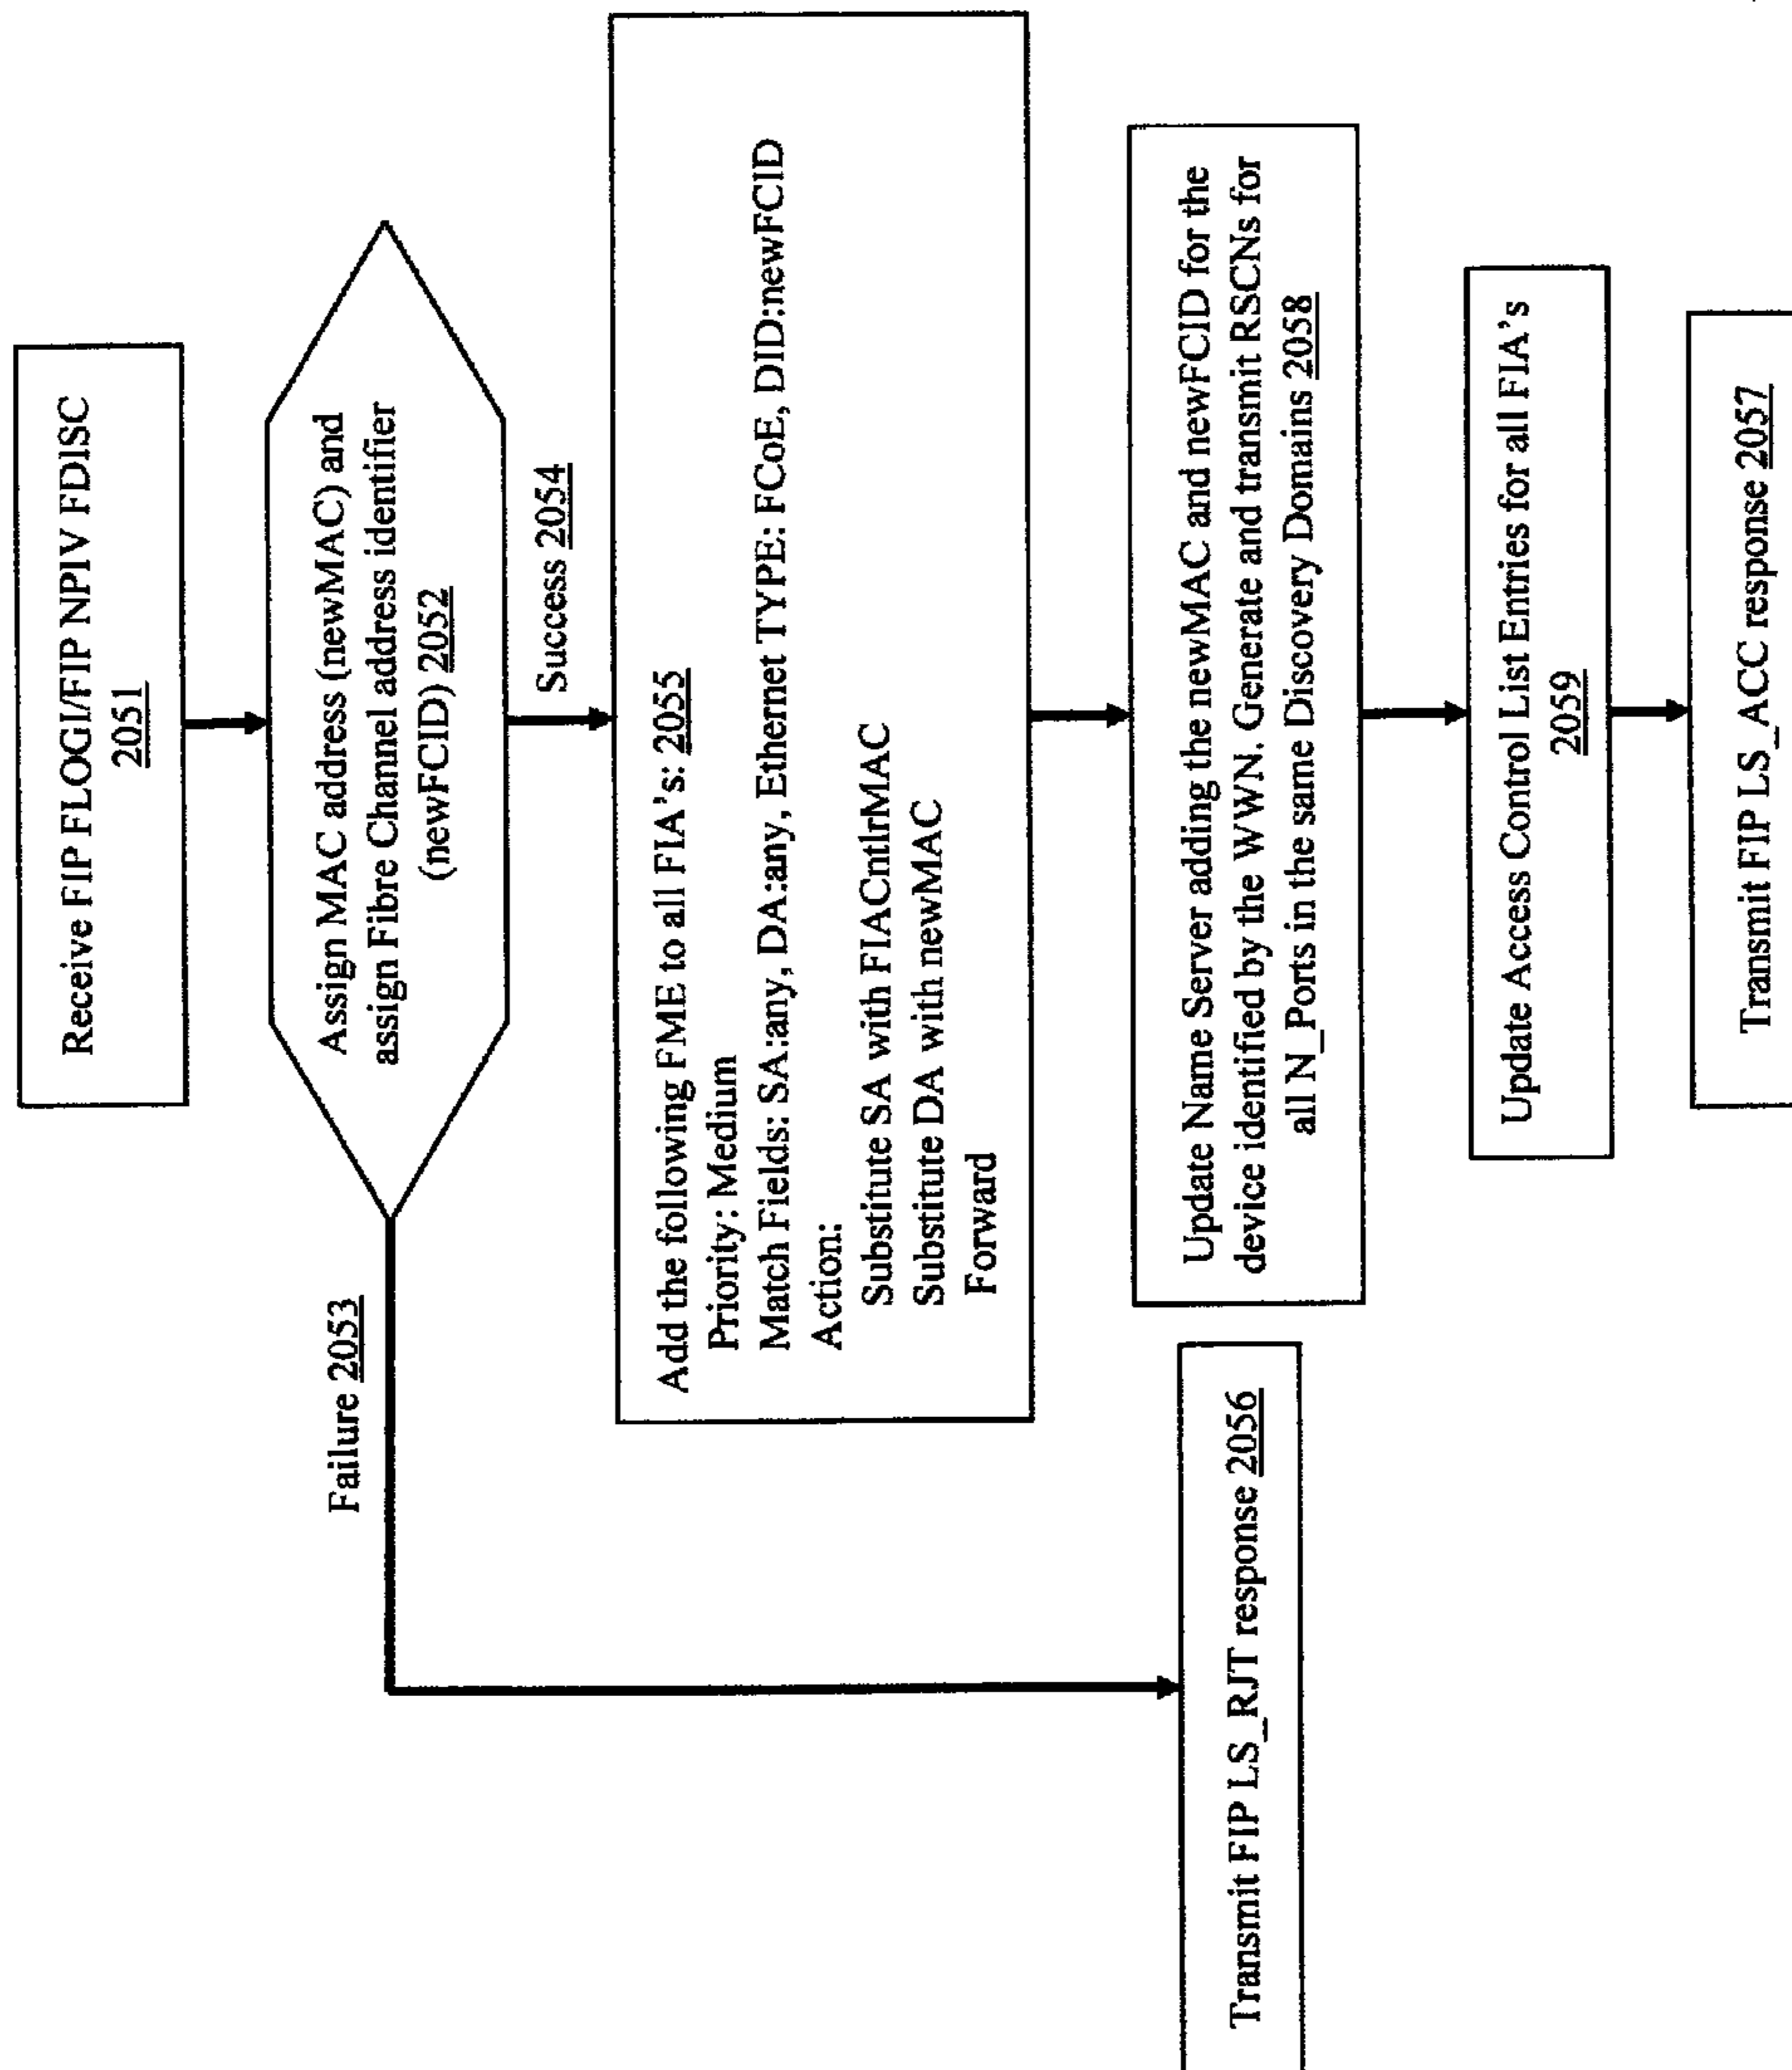 Receive FIP FLOGI/FIP NPIV FDISC
2051
Assign MAC address (newMAC) and
assign Fibre Channel address identifier
(newFCID) 2052
Failure 2053
Success 2054
Add the following FME to all FIA's: 2055
Priority: Medium
Match Fields: SA:any, DA:any, Ethernet TYPE: FCoE, DID:newFCID
Action:
Substitute SA with FIACntlrMAC
Substitute DA with newMAC
Forward
Update Name Server adding the newMAC and newFCID for the
device identified by the WWN. Generate and transmit RSCNs for
all N_Ports in the same Discovery Domains 2058
Transmit FIP LS_RJT response 2056
Update Access Control List Entries for all FIA's
2059
Transmit FIP LS_ACC response 2057